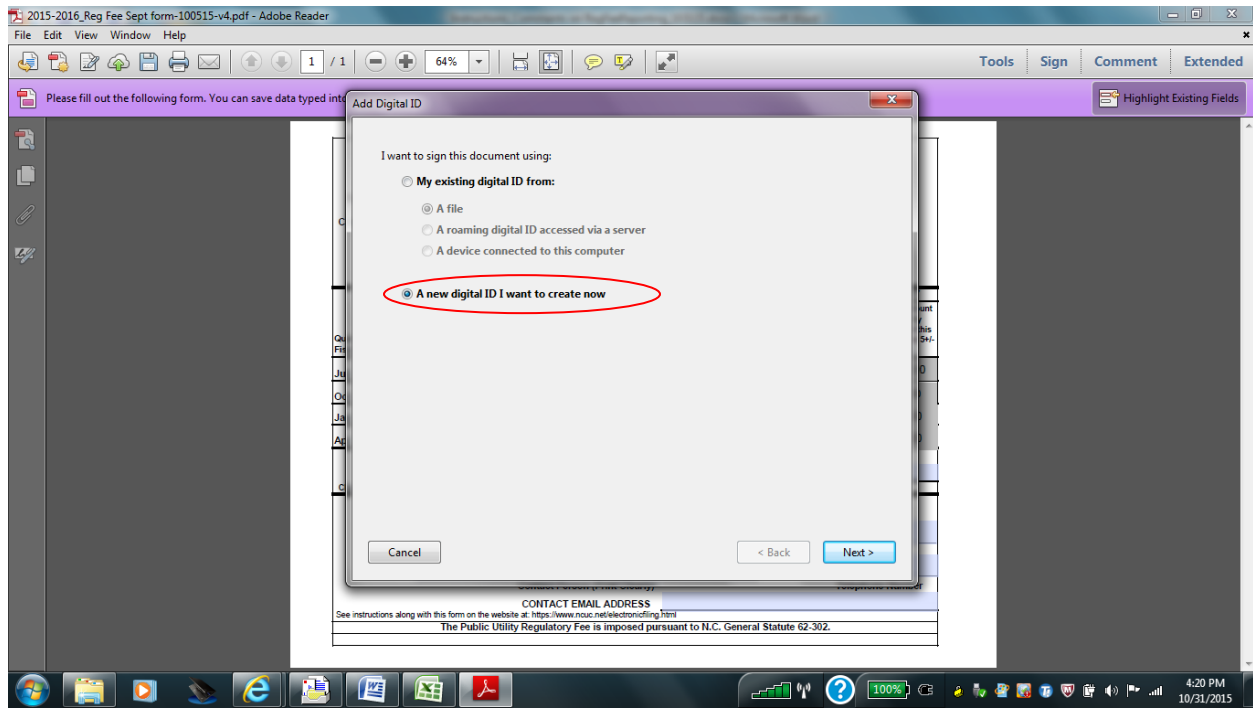 2015-2016_Reg Fee Sept form-100515-v4.pdf - Adobe Reader
File Edit View Window Help
1 / 1 64% Tools Sign Comment Extended
Please fill out the following form. You can save data typed into
Highlight Existing Fields
Add Digital ID
I want to sign this document using:
My existing digital ID from:
A file
A roaming digital ID accessed via a server
A device connected to this computer
A new digital ID I want to create now
Cancel < Back Next >
CONTACT EMAIL ADDRESS
See instructions along with this form on the website at: https://www.ncuc.net/electronicfiling.html
The Public Utility Regulatory Fee is imposed pursuant to N.C. General Statute 62-302.
100%
4:20 PM
10/31/2015